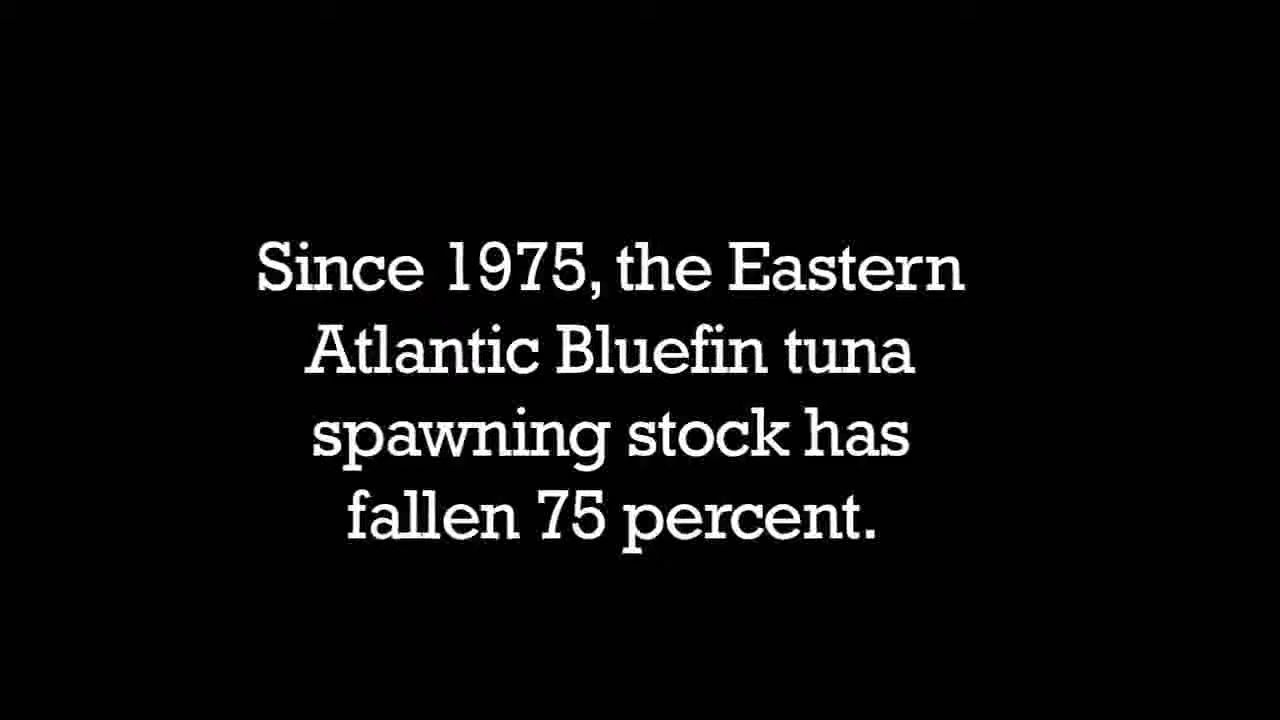 Since 1975, the Eastern
Atlantic Bluefin tuna
spawning stock has
fallen 75 percent.